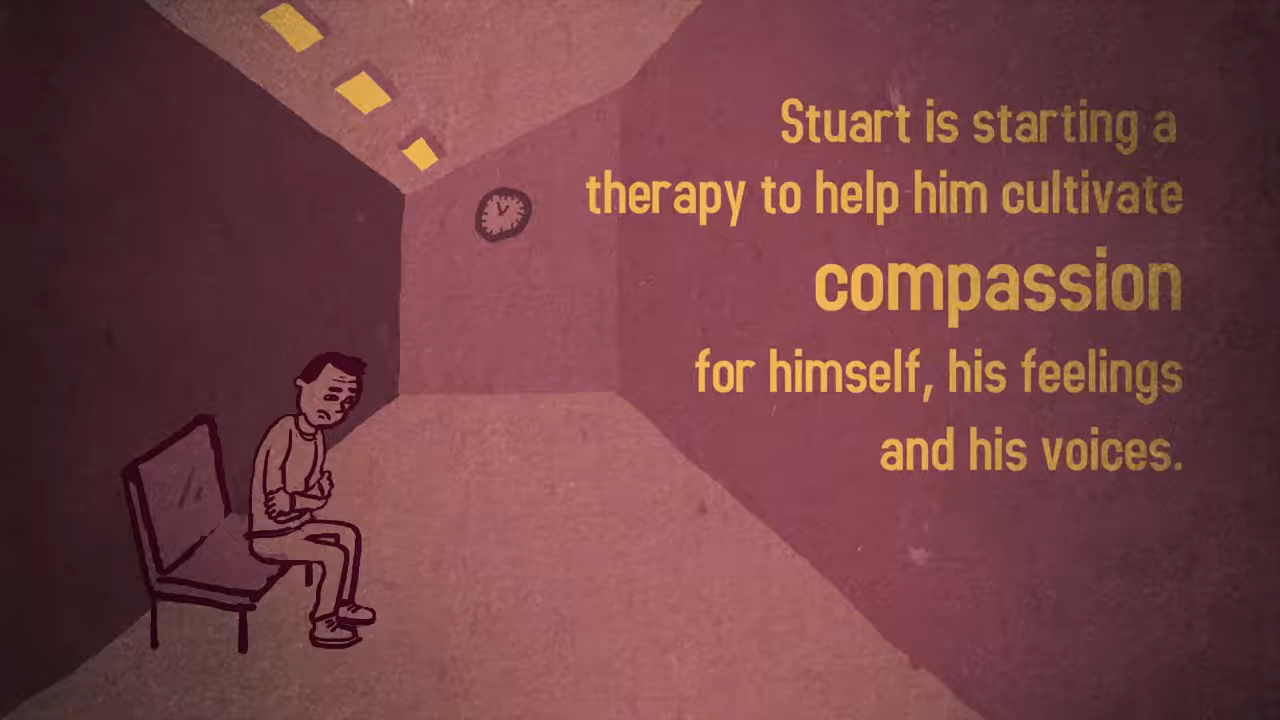 Stuart is starting a
therapy to help him cultivate
compassion
for himself, his feelings
and his voices.